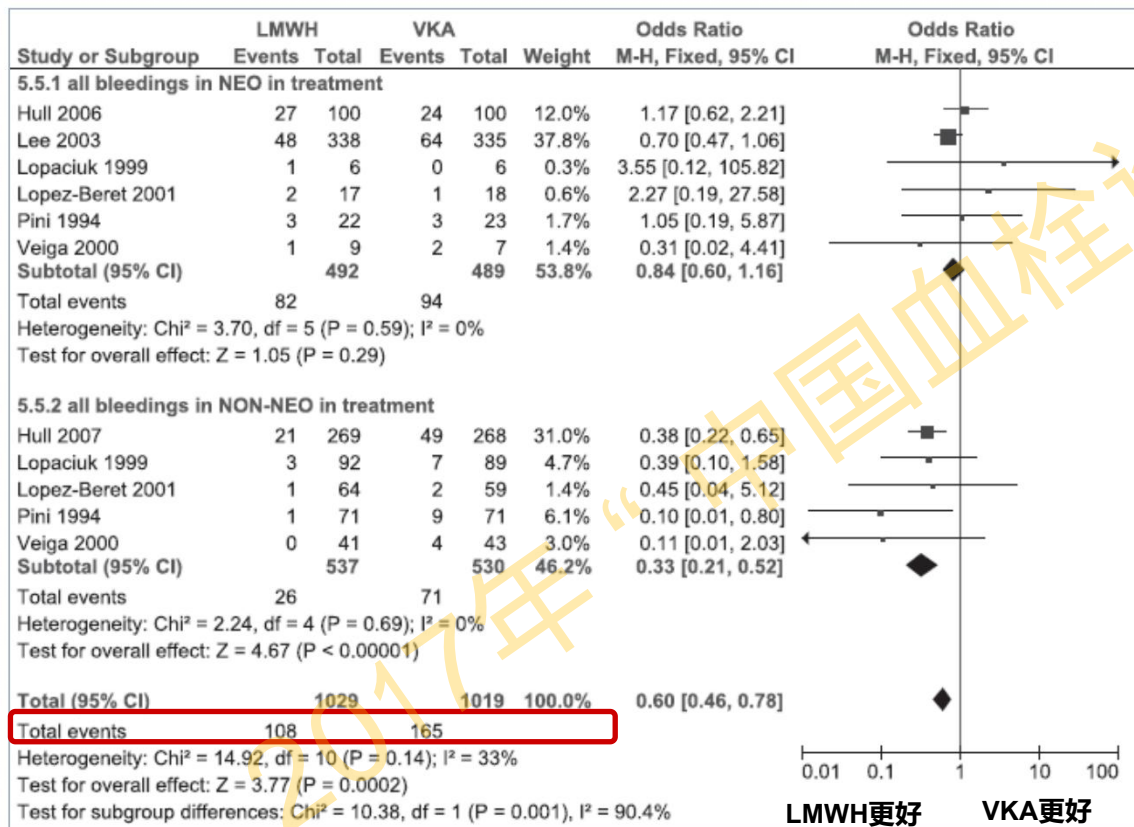 LMWH VKA Odds Ratio Odds Ratio
Study or Subgroup Events Total Events Total Weight M-H, Fixed, 95% CI M-H, Fixed, 95% CI
5.5.1 all bleedings in NEO in treatment
Hull 2006 27 100 24 100 12.0% 1.17 [0.62, 2.21]
Lee 2003 48 338 64 335 37.8% 0.70 [0.47, 1.06]
Lopaciuk 1999 1 6 0 6 0.3% 3.55 [0.12, 105.82]
Lopez-Beret 2001 2 17 1 18 0.6% 2.27 [0.19, 27.58]
Pini 1994 3 22 3 23 1.7% 1.05 [0.19, 5.87]
Veiga 2000 1 9 2 7 1.4% 0.31 [0.02, 4.41]
Subtotal (95% CI) 492 489 53.8% 0.84 [0.60, 1.16]
Total events 82 94
Heterogeneity: Chi² = 3.70, df = 5 (P = 0.59); I² = 0%
Test for overall effect: Z = 1.05 (P = 0.29)
5.5.2 all bleedings in NON-NEO in treatment
Hull 2007 21 269 49 268 31.0% 0.38 [0.22, 0.65]
Lopaciuk 1999 3 92 7 89 4.7% 0.39 [0.10, 1.58]
Lopez-Beret 2001 1 64 2 59 1.4% 0.45 [0.04, 5.12]
Pini 1994 1 71 9 71 6.1% 0.10 [0.01, 0.80]
Veiga 2000 0 41 4 43 3.0% 0.11 [0.01, 2.03]
Subtotal (95% CI) 537 530 46.2% 0.33 [0.21, 0.52]
Total events 26 71
Heterogeneity: Chi² = 2.24, df = 4 (P = 0.69); I² = 0%
Test for overall effect: Z = 4.67 (P < 0.00001)
Total (95% CI) 1029 1019 100.0% 0.60 [0.46, 0.78]
Total events 108 165
Heterogeneity: Chi² = 14.92, df = 10 (P = 0.14); I² = 33%
Test for overall effect: Z = 3.77 (P = 0.0002)
Test for subgroup differences: Chi² = 10.38, df = 1 (P = 0.001), I² = 90.4%
0.01 0.1 1 10 100
LMWH更好 VKA更好
2017年“中国血栓